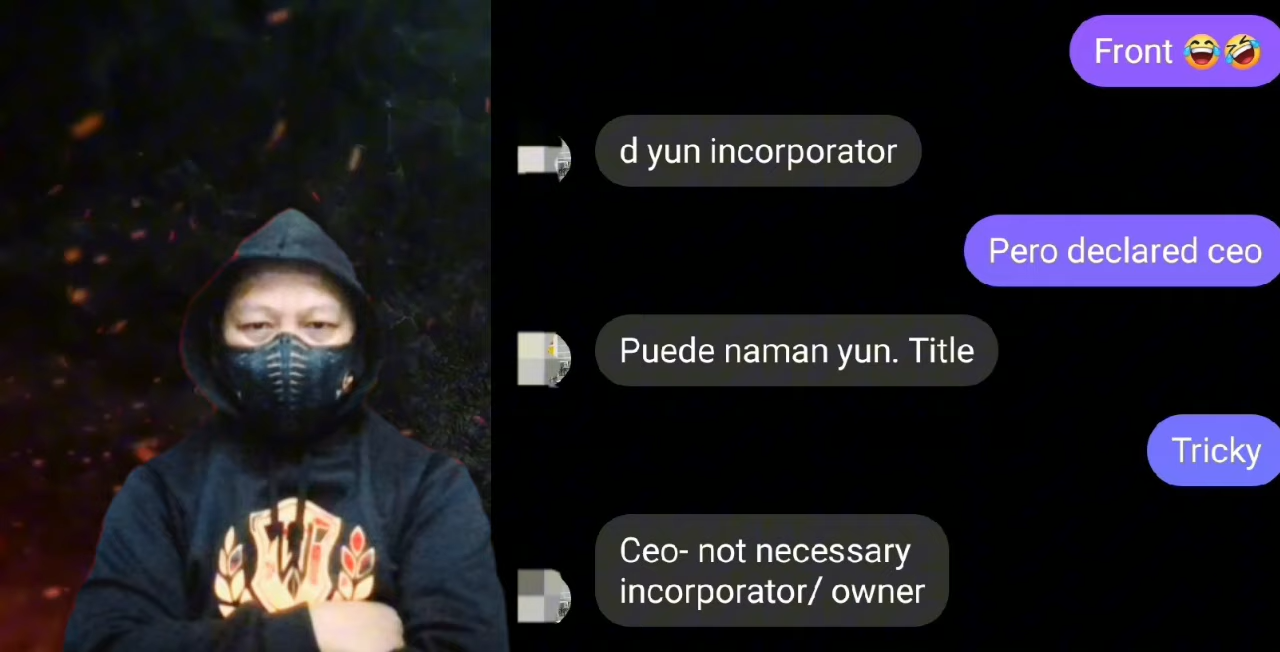 Front 😂🤣
d yun incorporator
Pero declared ceo
Puede naman yun. Title
Tricky
Ceo- not necessary
incorporator/ owner